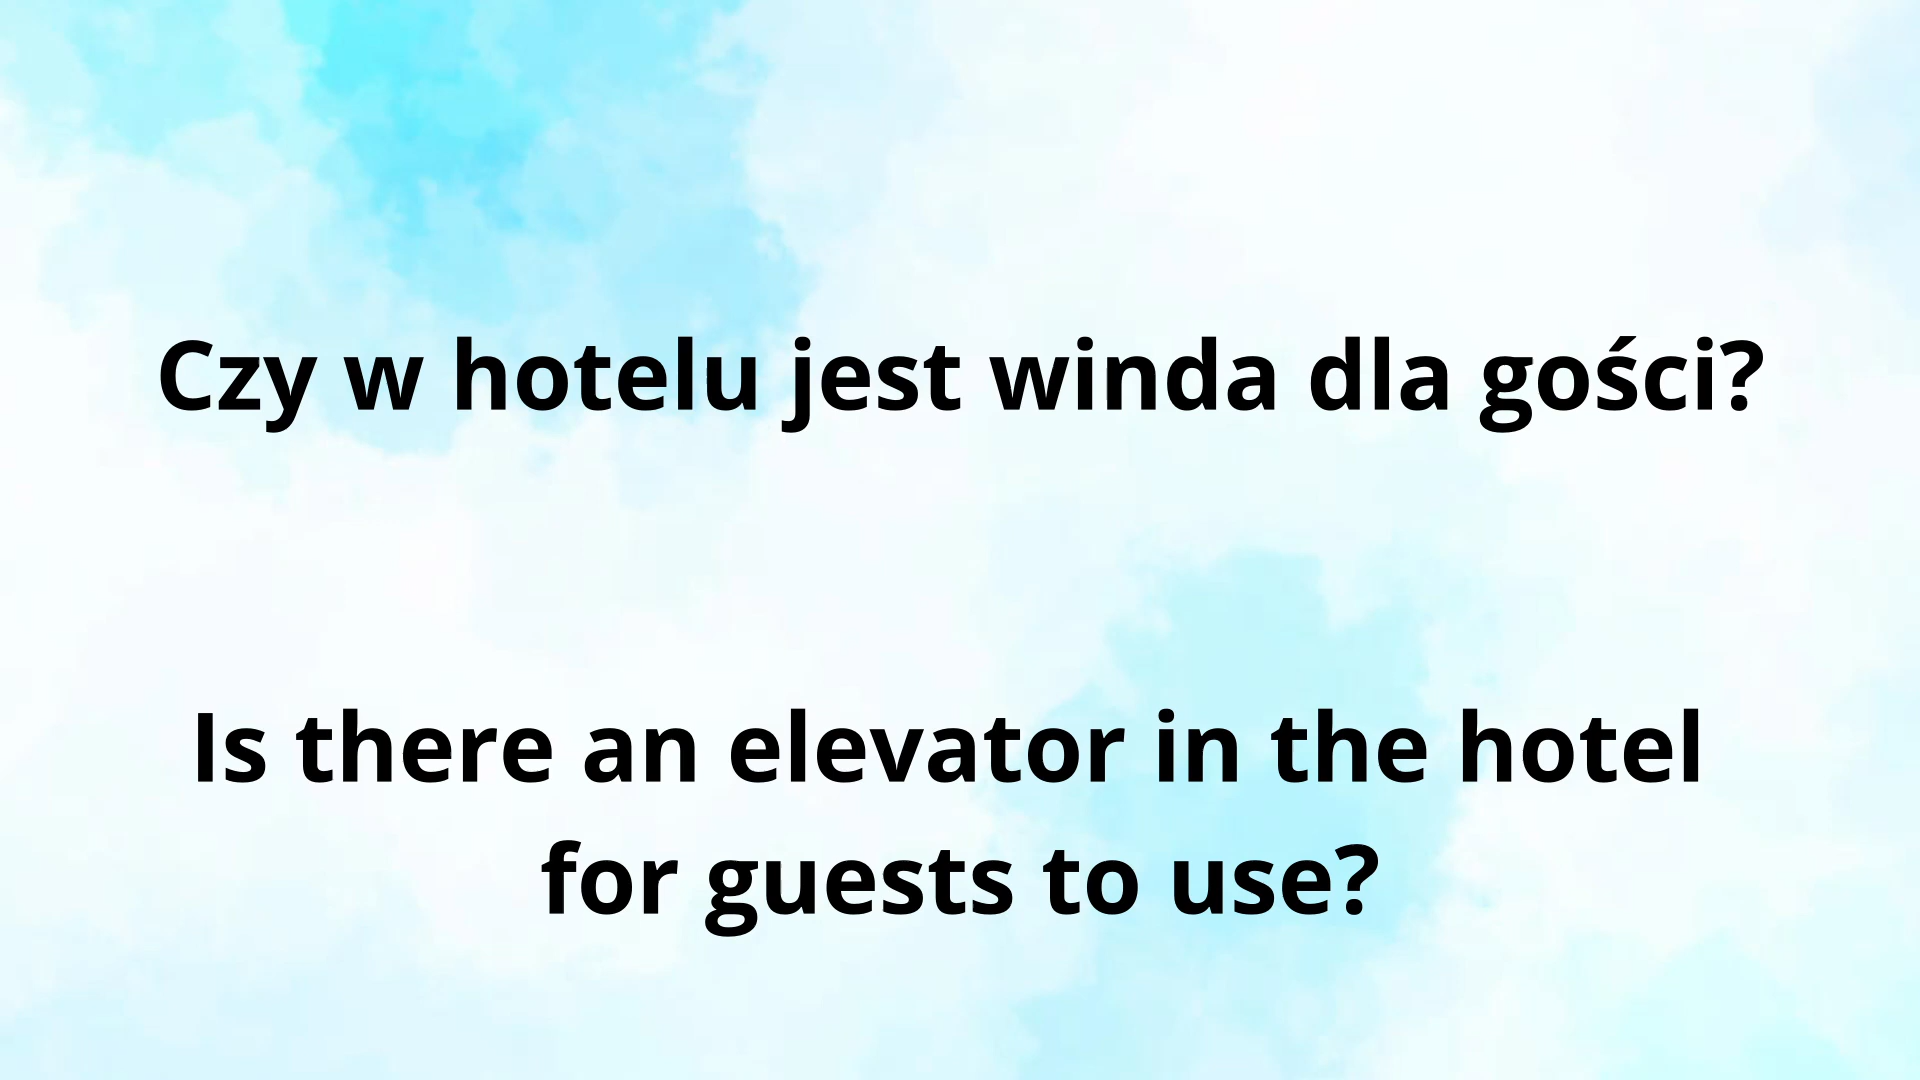 Czy w hotelu jest winda dla gości?
Is there an elevator in the hotel
for guests to use?